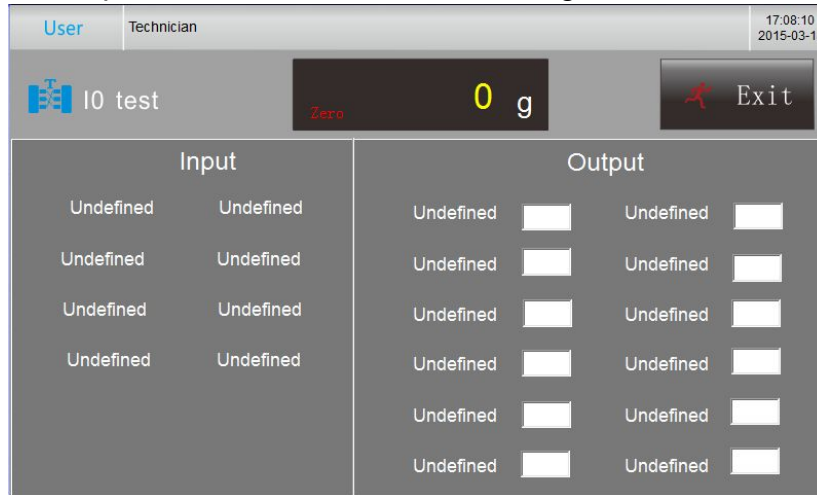 User Technician 17:08:10
2015-03-1
IO test Zero 0 g Exit
Input Output
Undefined Undefined Undefined Undefined
Undefined Undefined Undefined Undefined
Undefined Undefined Undefined Undefined
Undefined Undefined Undefined Undefined
Undefined Undefined
Undefined Undefined